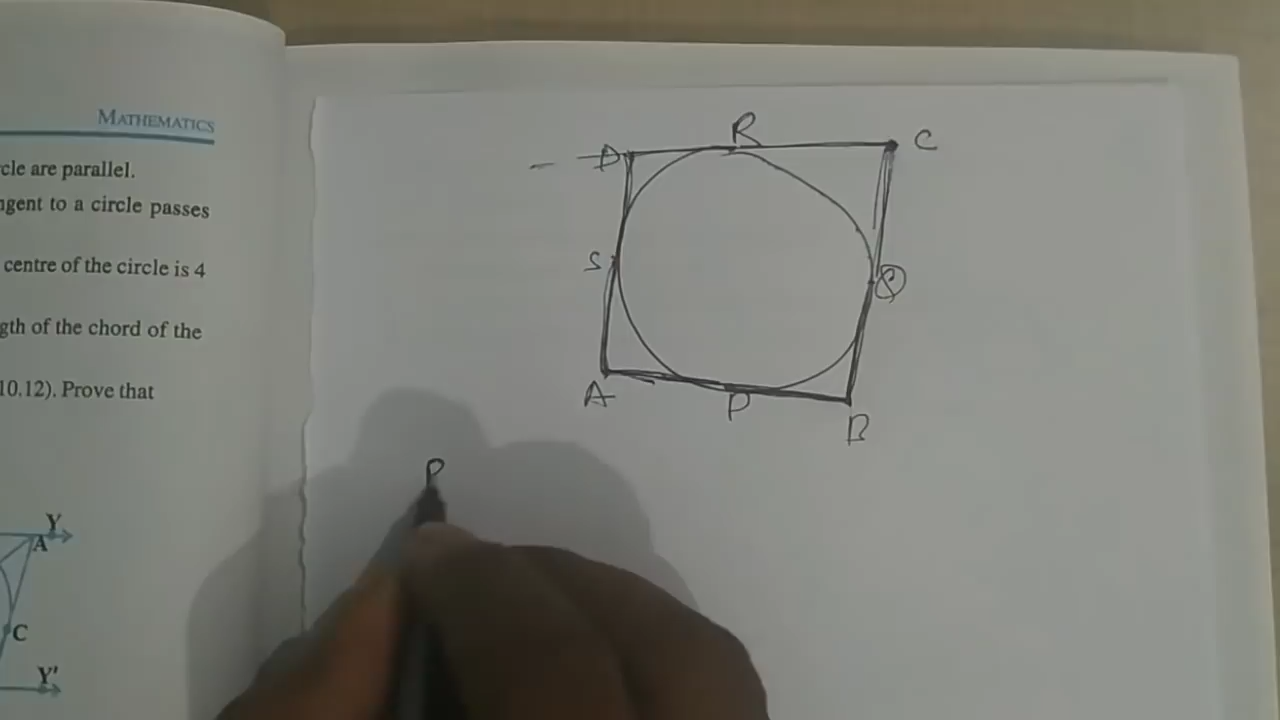 MATHEMATICS
cle are parallel.
ngent to a circle passes
centre of the circle is 4
gth of the chord of the
10.12). Prove that
Y
A
C
Y'
R
D
C
S
Q
A
P
B
P